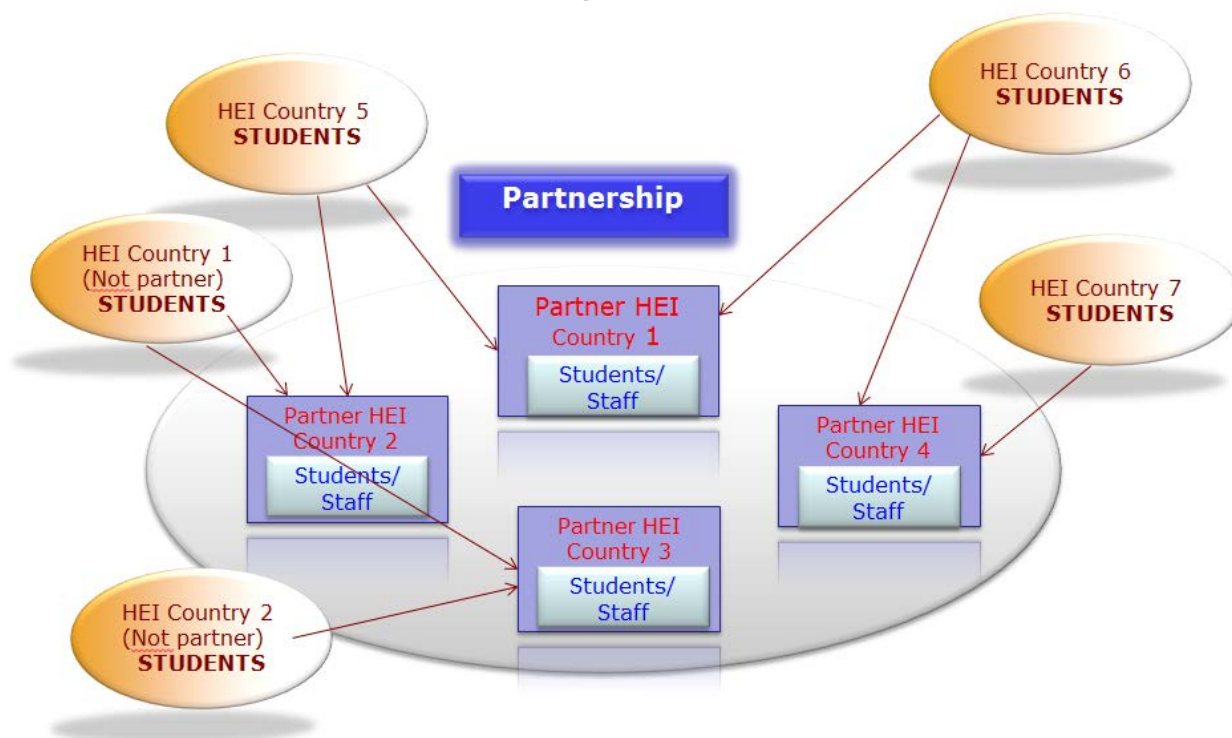 HEI Country 5
STUDENTS
HEI Country 6
STUDENTS
Partnership
HEI Country 1
(Not partner)
STUDENTS
HEI Country 7
STUDENTS
Partner HEI
Country 1
Students/
Staff
Partner HEI
Country 2
Students/
Staff
Partner HEI
Country 4
Students/
Staff
Partner HEI
Country 3
Students/
Staff
HEI Country 2
(Not partner)
STUDENTS